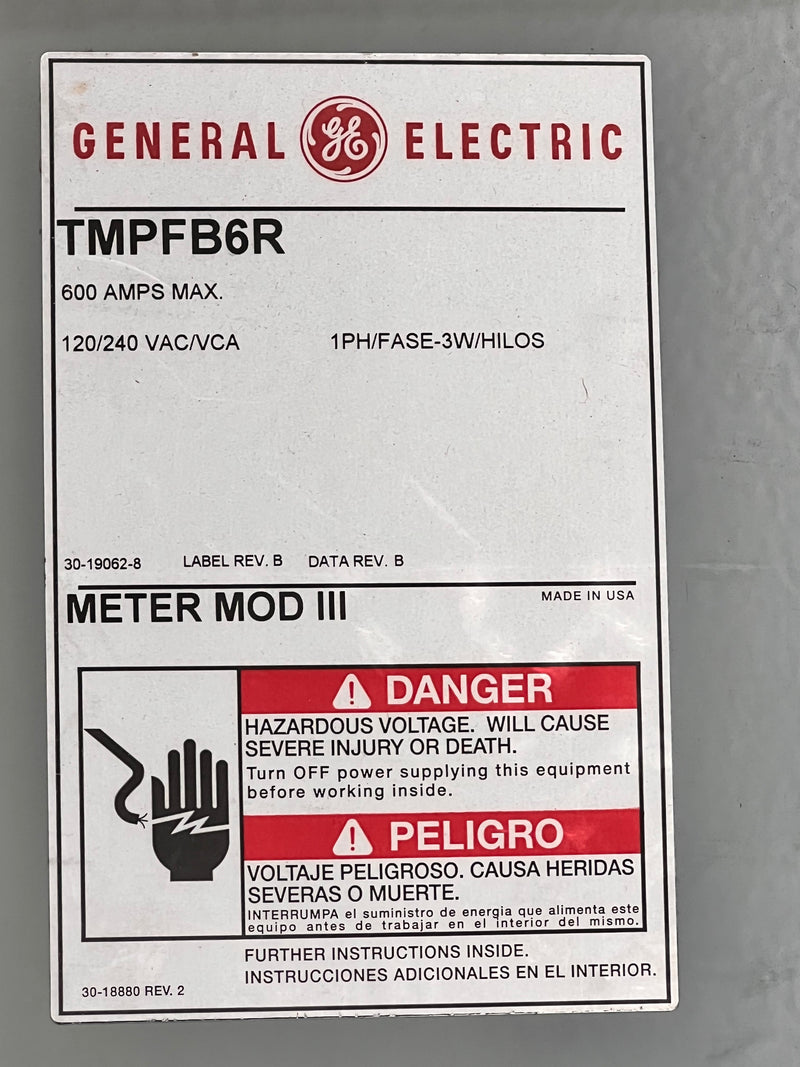 GENERAL GE ELECTRIC
TMPFB6R
600 AMPS MAX.
120/240 VAC/VCA 1PH/FASE-3W/HILOS
30-19062-8 LABEL REV. B DATA REV. B
METER MOD III MADE IN USA
DANGER
HAZARDOUS VOLTAGE. WILL CAUSE
SEVERE INJURY OR DEATH.
Turn OFF power supplying this equipment
before working inside.
PELIGRO
VOLTAJE PELIGROSO. CAUSA HERIDAS
SEVERAS O MUERTE.
INTERRUMPA el suministro de energia que alimenta este
equipo antes de trabajar en el interior del mismo.
FURTHER INSTRUCTIONS INSIDE.
INSTRUCCIONES ADICIONALES EN EL INTERIOR.
30-18880 REV. 2